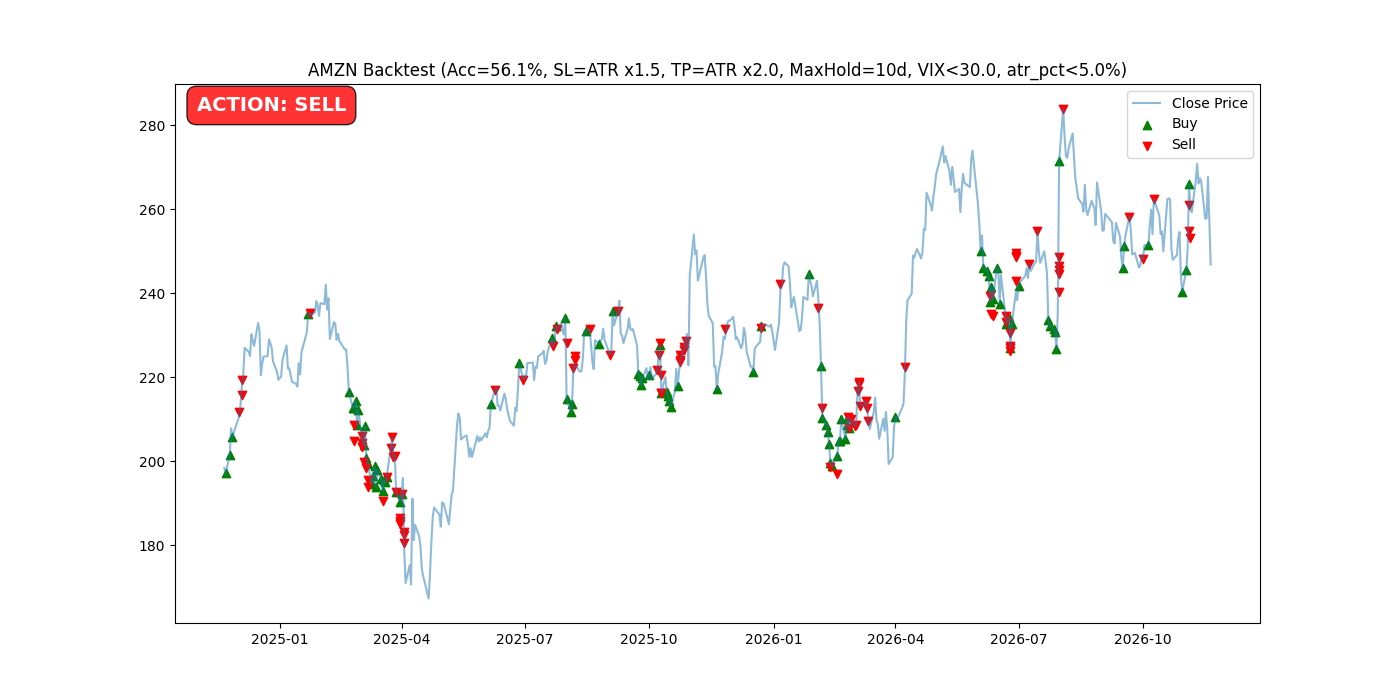 AMZN Backtest (Acc=56.1%, SL=ATR x1.5, TP=ATR x2.0, MaxHold=10d, VIX<30.0, atr_pct<5.0%)
ACTION: SELL
Close Price
Buy
Sell
280
260
240
220
200
180
2025-01
2025-04
2025-07
2025-10
2026-01
2026-04
2026-07
2026-10